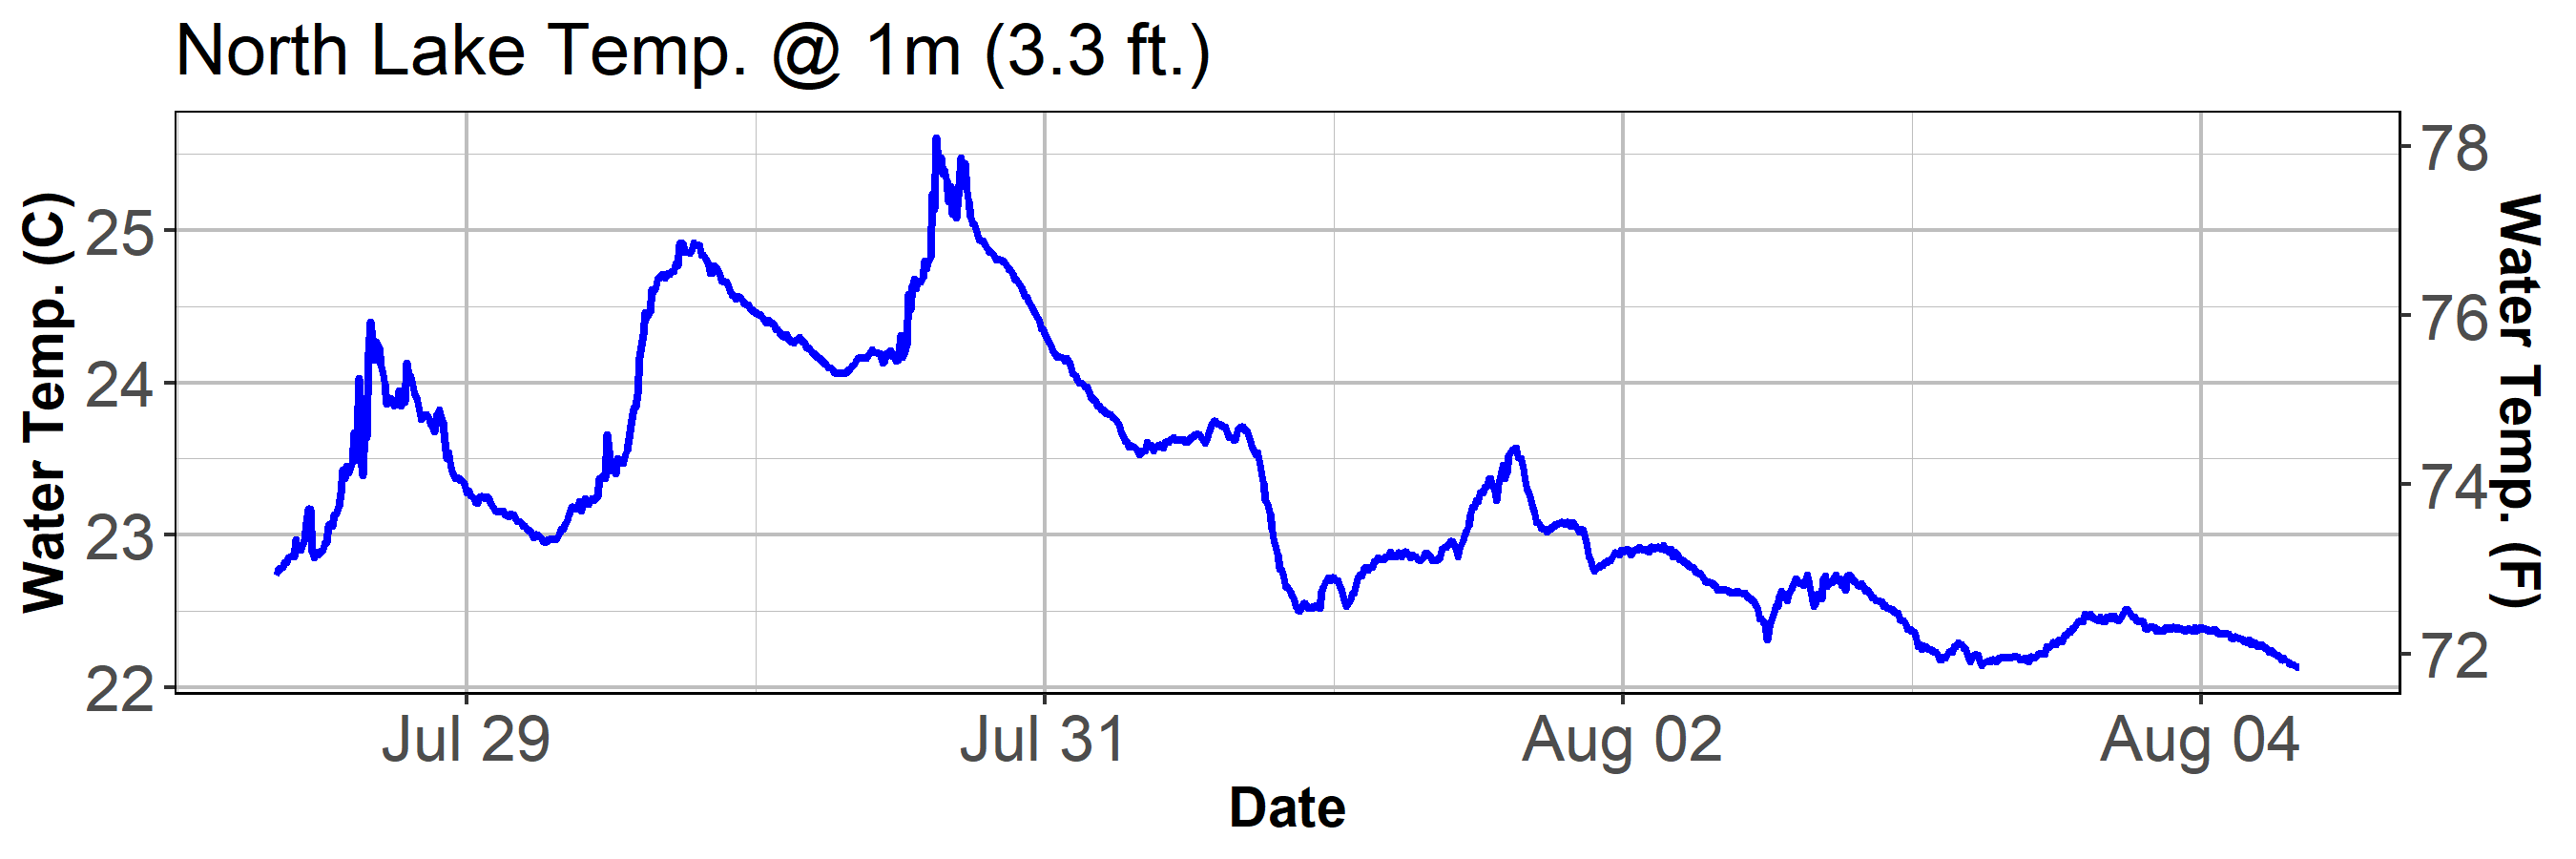 North Lake Temp. @ 1m (3.3 ft.)
Water Temp. (C)
25
24
23
22
78
76
74
72
Water Temp. (F)
Jul 29
Jul 31
Aug 02
Aug 04
Date